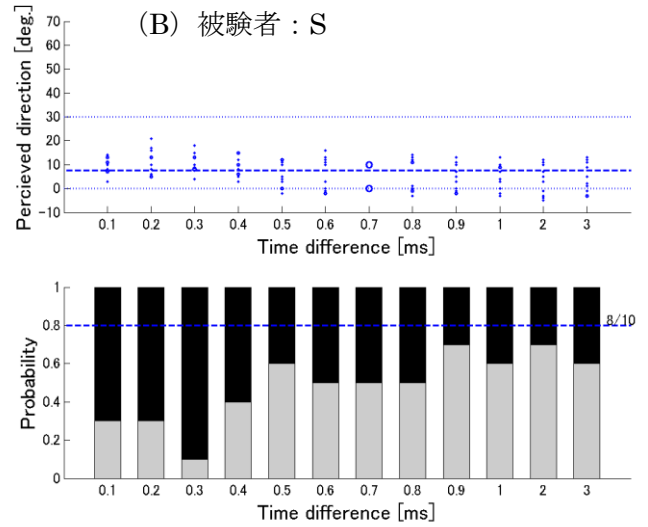 (B) 被験者：S
Percieved direction [deg.]
70
60
50
40
30
20
10
0
-10
0.1 0.2 0.3 0.4 0.5 0.6 0.7 0.8 0.9 1 2 3
Time difference [ms]
Probability
1
0.8
0.6
0.4
0.2
0
8/10
0.1 0.2 0.3 0.4 0.5 0.6 0.7 0.8 0.9 1 2 3
Time difference [ms]